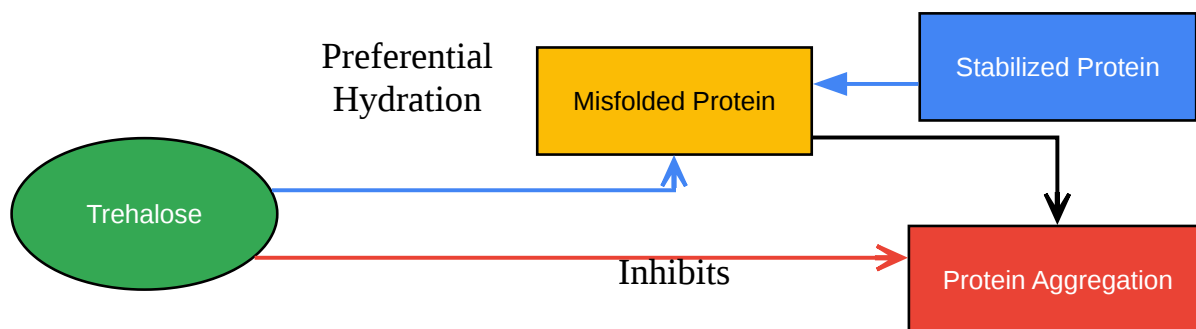 Preferential
Hydration
Misfolded Protein
Stabilized Protein
Trehalose
Inhibits
Protein Aggregation